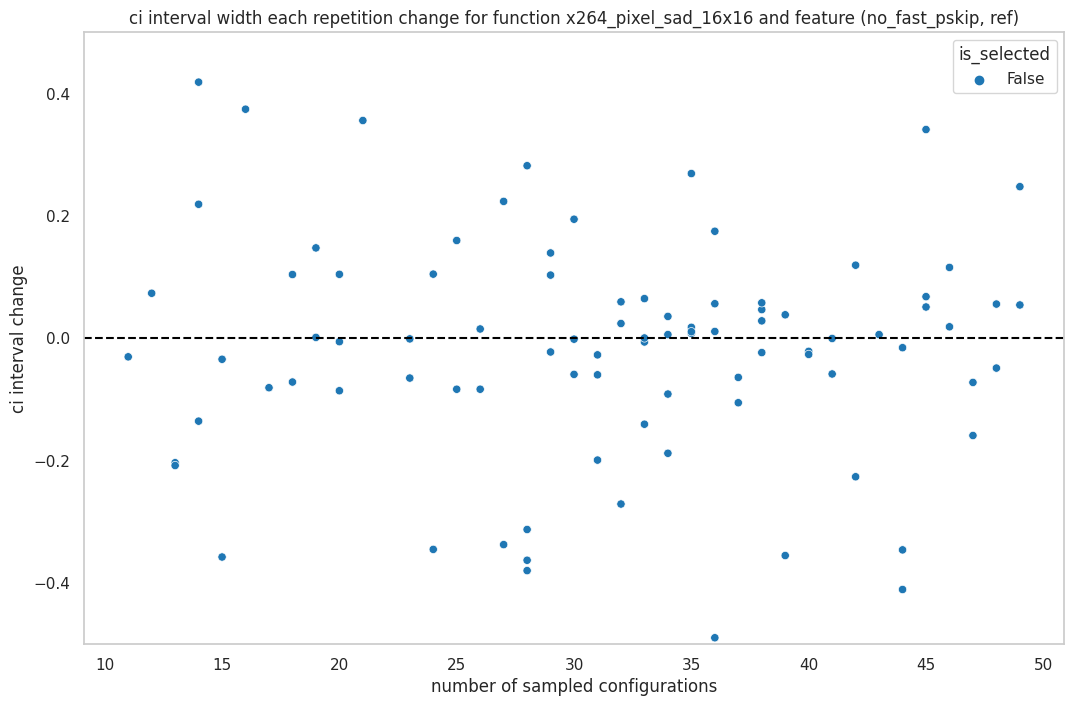 ci interval width each repetition change for function x264_pixel_sad_16x16 and feature (no_fast_pskip, ref)
is_selected
False
ci interval change
0.4
0.2
0.0
−0.2
−0.4
10 15 20 25 30 35 40 45 50
number of sampled configurations